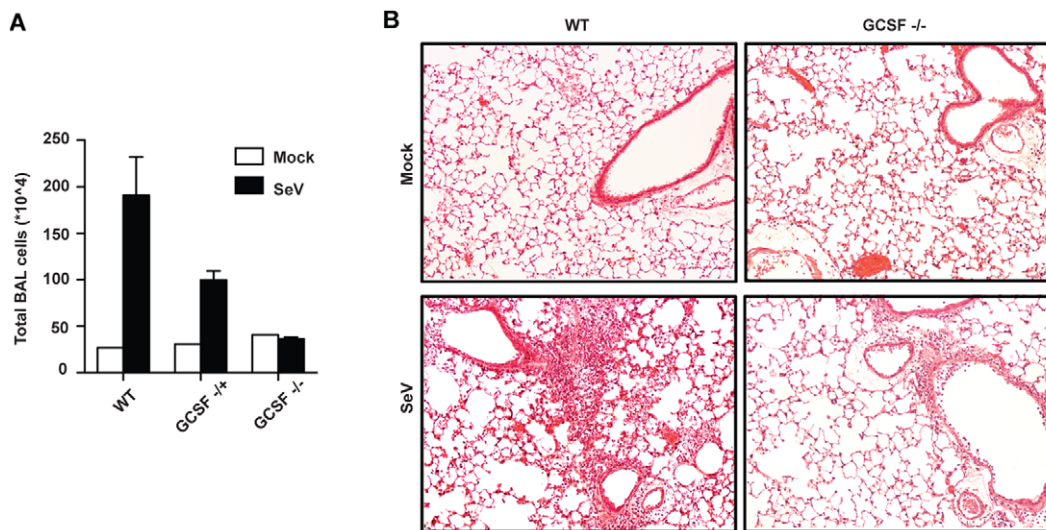 A
Total BAL cells (*10^4)
250
200
150
100
50
0
Mock
SeV
WT
GCSF -/+
GCSF -/-
B
WT
GCSF -/-
Mock
SeV